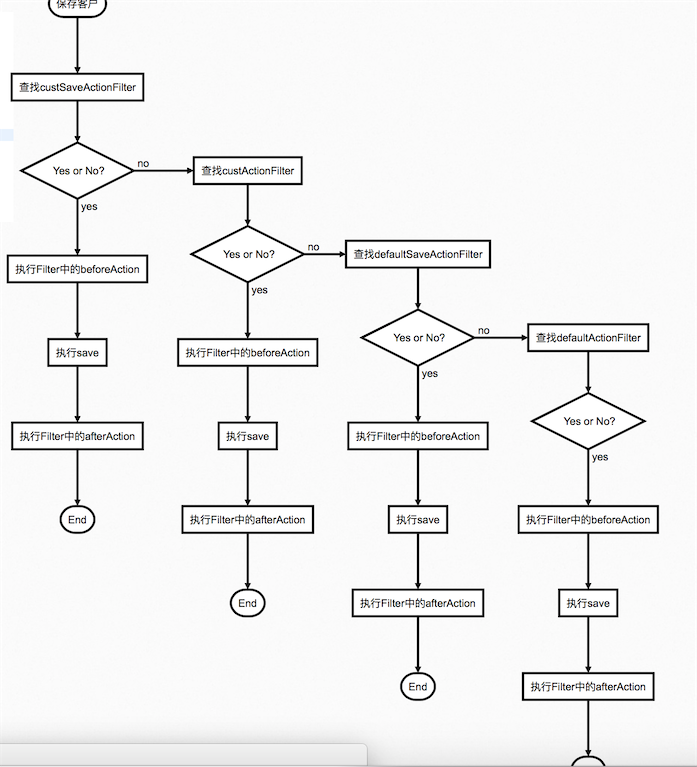 保存客户
查找custSaveActionFilter
Yes or No?
no
查找custActionFilter
yes
Yes or No?
no
查找defaultSaveActionFilter
执行Filter中的beforeAction
yes
Yes or No?
no
查找defaultActionFilter
执行save
执行Filter中的beforeAction
yes
Yes or No?
执行Filter中的afterAction
执行save
执行Filter中的beforeAction
yes
End
执行Filter中的afterAction
执行save
执行Filter中的beforeAction
End
执行Filter中的afterAction
执行save
End
执行Filter中的afterAction